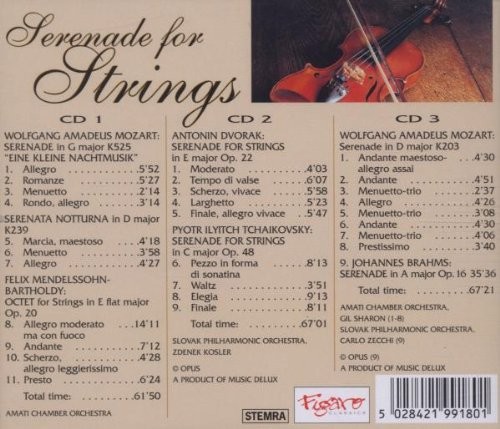 Serenade for
Strings
CD 1
WOLFGANG AMADEUS MOZART:
SERENADE in G major K525
"EINE KLEINE NACHTMUSIK"
1. Allegro 5'52
2. Romanze 5'27
3. Menuetto 2'14
4. Rondo, allegro 3'14
SERENATA NOTTURNA in D major
K239
5. Marcia, maestoso 4'18
6. Menuetto 3'58
7. Allegro 4'27
FELIX MENDELSSOHN-
BARTHOLDY:
OCTET for Strings in E flat major
Op. 20
8. Allegro moderato 14'11
ma con fuoco
9. Andante 7'12
10. Scherzo, 4'28
allegro leggierissimo
11. Presto 6'24
Total time: 61'50
AMATI CHAMBER ORCHESTRA
CD 2
ANTONIN DVORAK:
SERENADE FOR STRINGS
in E major Op. 22
1. Moderato 4'03
2. Tempo di valse 6'07
3. Scherzo, vivace 5'58
4. Larghetto 5'23
5. Finale, allegro vivace 5'47
PYOTR ILYITCH TCHAIKOVSKY:
SERENADE FOR STRINGS
in C major Op. 48
6. Pezzo in forma 8'13
di sonatina
7. Waltz 3'51
8. Elegia 9'13
9. Finale 8'11
Total time: 67'01
SLOVAK PHILHARMONIC ORCHESTRA,
ZDENEK KOSLER
℗ OPUS
A PRODUCT OF MUSIC DELUX
CD 3
WOLFGANG AMADEUS MOZART:
Serenade in D major K203
1. Andante maestoso- 4'30
allegro assai
2. Andante 4'51
3. Menuetto-trio 2'37
4. Allegro 4'26
5. Menuetto-trio 3'08
6. Andante 4'30
7. Menuetto-trio 4'06
8. Prestissimo 3'40
9. JOHANNES BRAHMS:
SERENADE in A major Op. 16 35'36
Total time: 67'21
AMATI CHAMBER ORCHESTRA,
GIL SHARON (1-8)
SLOVAK PHILHARMONIC ORCHESTRA,
CARLO ZECCHI (9)
℗ OPUS (9)
A PRODUCT OF MUSIC DELUX
STEMRA
Figaro
CLASSICS
5 028421 991801